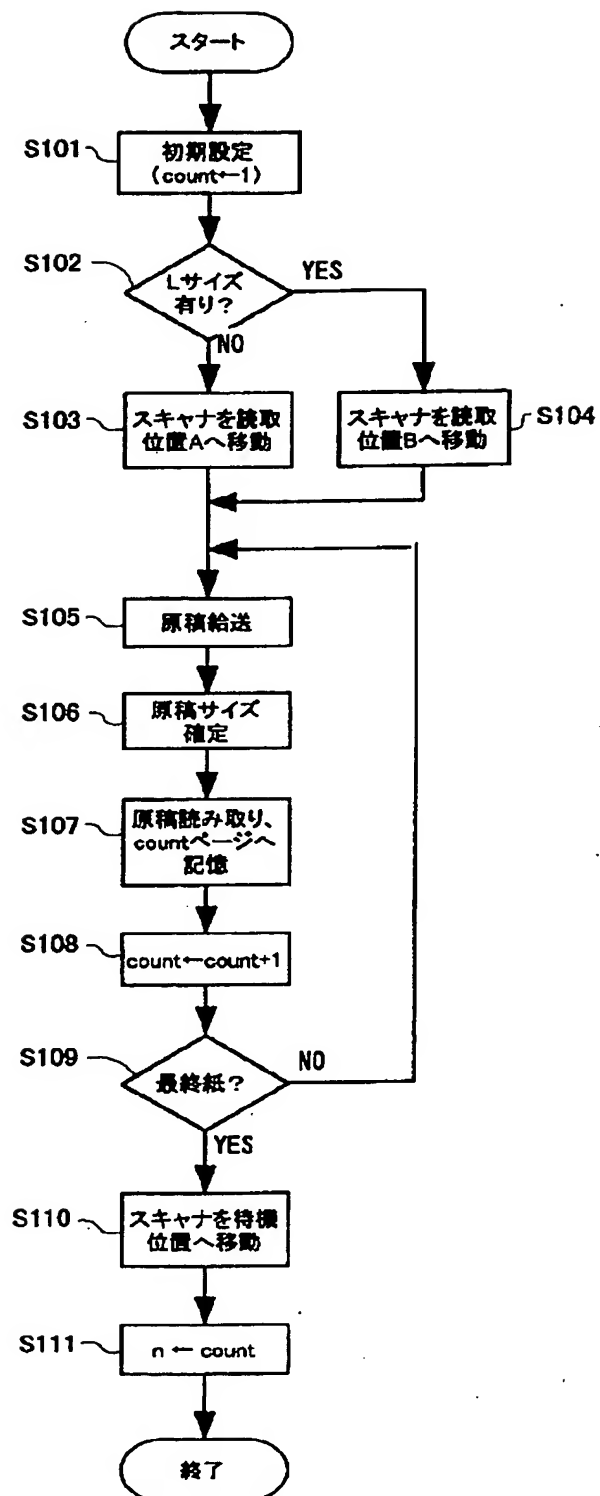 スタート
S101
初期設定
(count←1)
S102
Lサイズ
有り?
YES
NO
S103
スキャナを読取
位置Aへ移動
スキャナを読取
位置Bへ移動
S104
S105
原稿給送
S106
原稿サイズ
確定
S107
原稿読み取り、
countページへ
記憶
S108
count←count+1
S109
最終紙?
NO
YES
S110
スキャナを待機
位置へ移動
S111
n ← count
終了